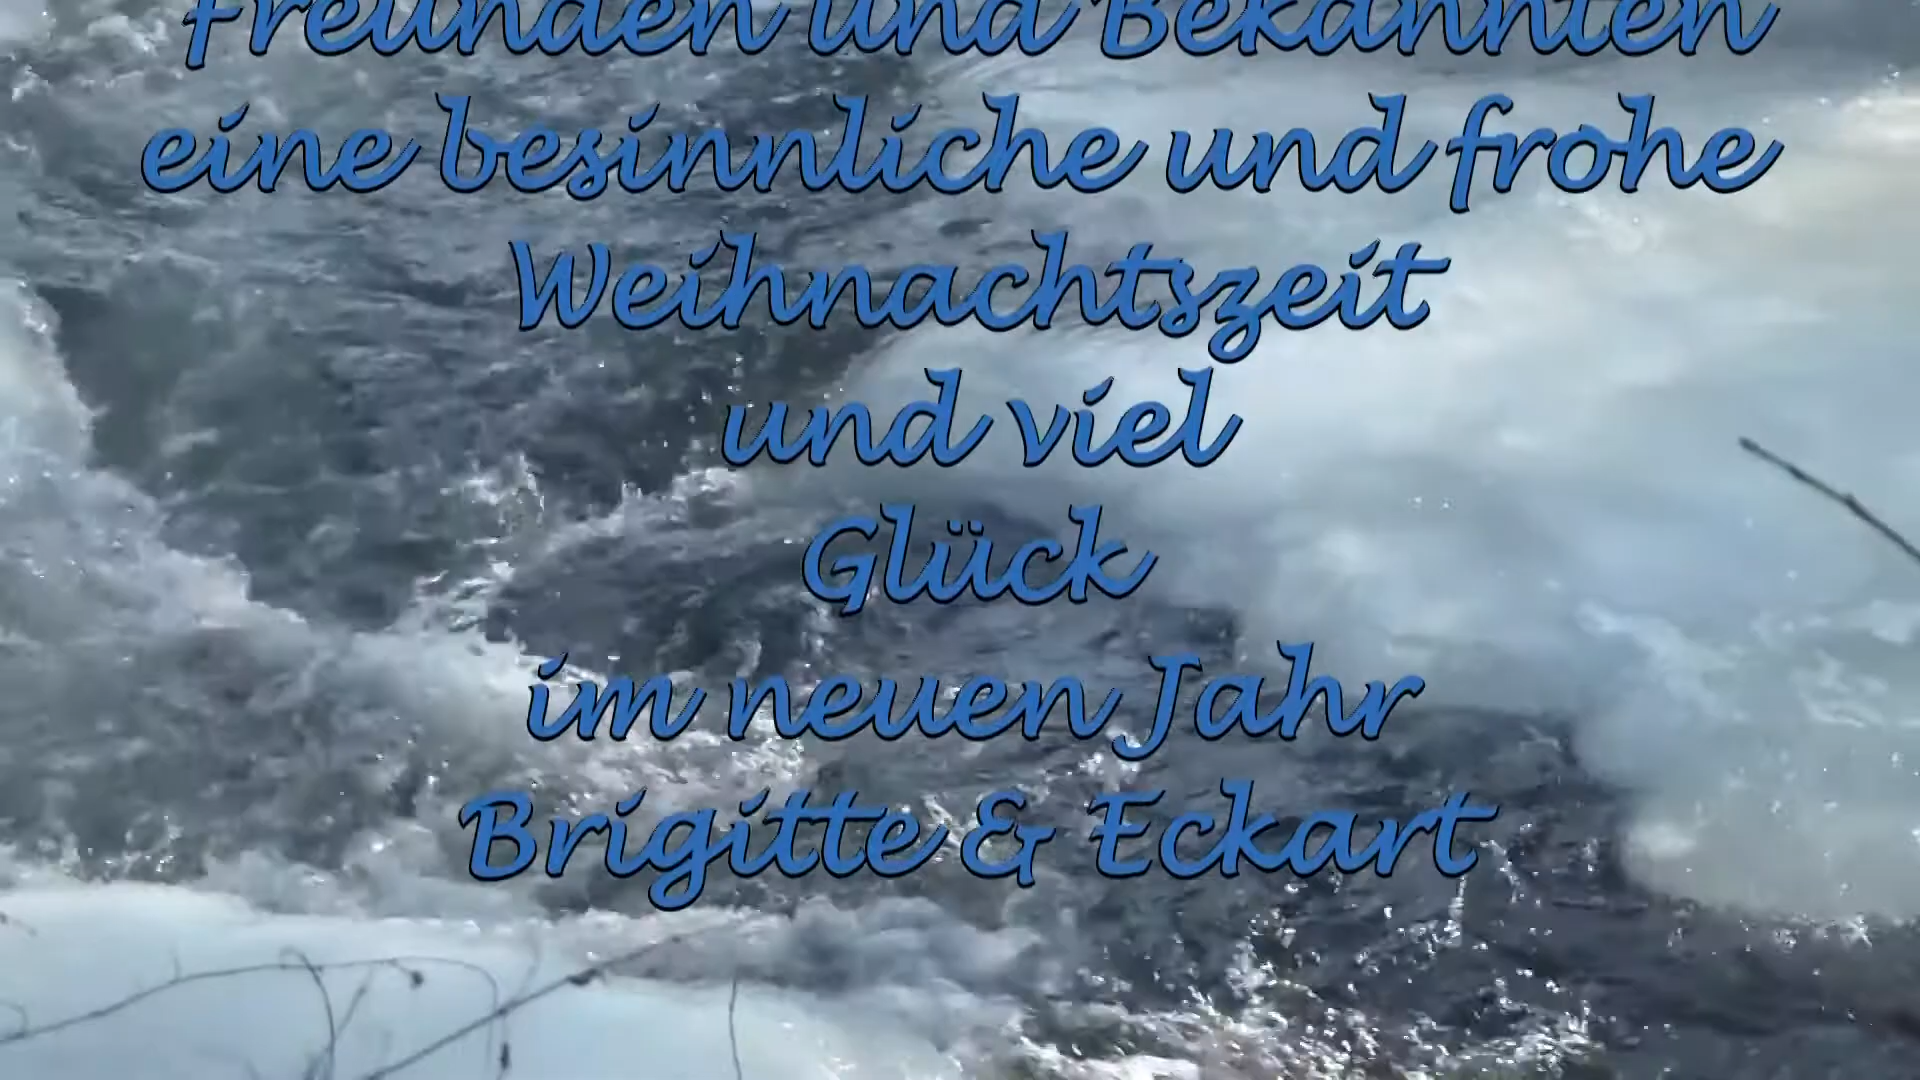 Freunden und Bekannten
eine besinnliche und frohe
Weihnachtszeit
und viel
Glück
im neuen Jahr
Brigitte & Eckart